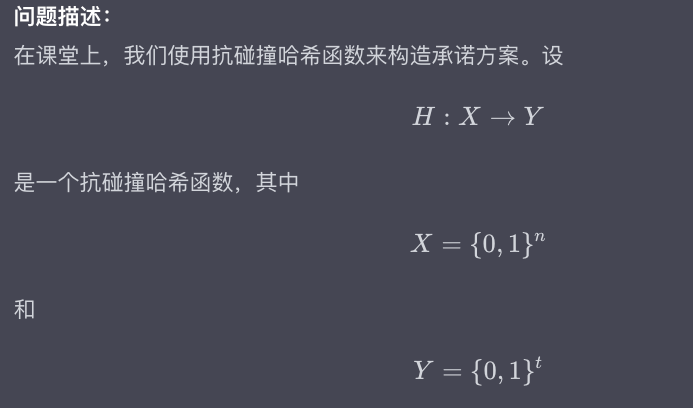 问题描述：
在课堂上，我们使用抗碰撞哈希函数来构造承诺方案。设
H : X → Y
是一个抗碰撞哈希函数，其中
X = {0, 1}ⁿ
和
Y = {0, 1}ᵗ